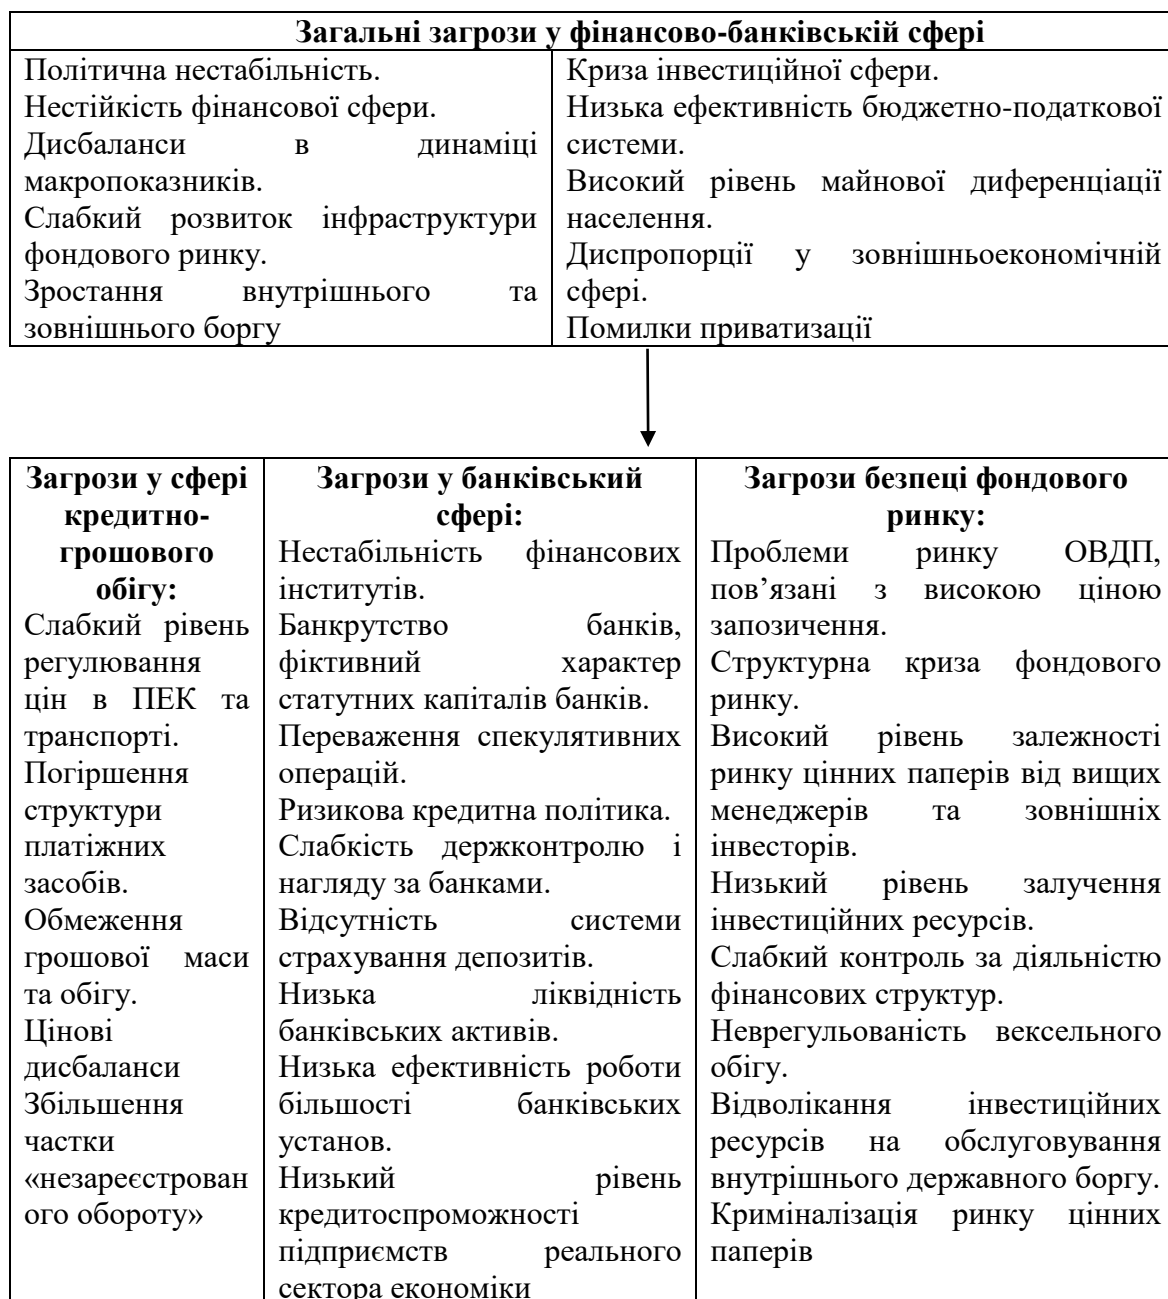 Загальні загрози у фінансово-банківській сфері
Політична нестабільність.
Нестійкість фінансової сфери.
Дисбаланси в динаміці
макропоказників.
Слабкий розвиток інфраструктури
фондового ринку.
Зростання внутрішнього та
зовнішнього боргу
Криза інвестиційної сфери.
Низька ефективність бюджетно-податкової
системи.
Високий рівень майнової диференціації
населення.
Диспропорції у зовнішньоекономічній
сфері.
Помилки приватизації
Загрози у сфері
кредитно-
грошового
обігу:
Слабкий рівень
регулювання
цін в ПЕК та
транспорті.
Погіршення
структури
платіжних
засобів.
Обмеження
грошової маси
та обігу.
Цінові
дисбаланси
Збільшення
частки
«незареєстрован
ого обороту»
Загрози у банківський
сфері:
Нестабільність фінансових
інститутів.
Банкрутство банків,
фіктивний характер
статутних капіталів банків.
Переваження спекулятивних
операцій.
Ризикова кредитна політика.
Слабкість держконтролю і
нагляду за банками.
Відсутність системи
страхування депозитів.
Низька ліквідність
банківських активів.
Низька ефективність роботи
більшості банківських
установ.
Низький рівень
кредитоспроможності
підприємств реального
сектора економіки
Загрози безпеці фондового
ринку:
Проблеми ринку ОВДП,
пов’язані з високою ціною
запозичення.
Структурна криза фондового
ринку.
Високий рівень залежності
ринку цінних паперів від вищих
менеджерів та зовнішніх
інвесторів.
Низький рівень залучення
інвестиційних ресурсів.
Слабкий контроль за діяльністю
фінансових структур.
Неврегульованість вексельного
обігу.
Відволікання інвестиційних
ресурсів на обслуговування
внутрішнього державного боргу.
Криміналізація ринку цінних
паперів